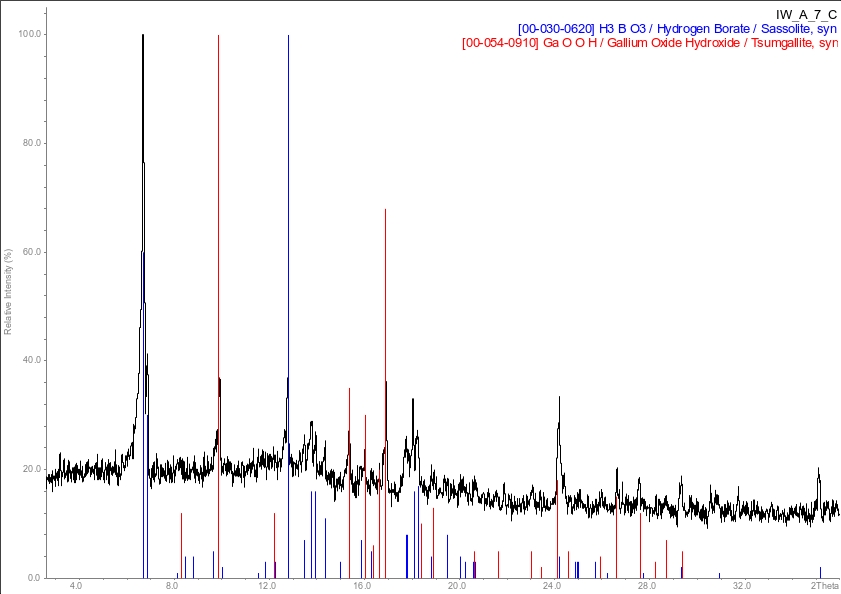 IW_A_7_C
[00-030-0620] H3 B O3 / Hydrogen Borate / Sassolite, syn
[00-054-0910] Ga O O H / Gallium Oxide Hydroxide / Tsumgallite, syn
100.0
80.0
60.0
40.0
20.0
0.0
Relative Intensity (%)
4.0 8.0 12.0 16.0 20.0 24.0 28.0 32.0 2Theta